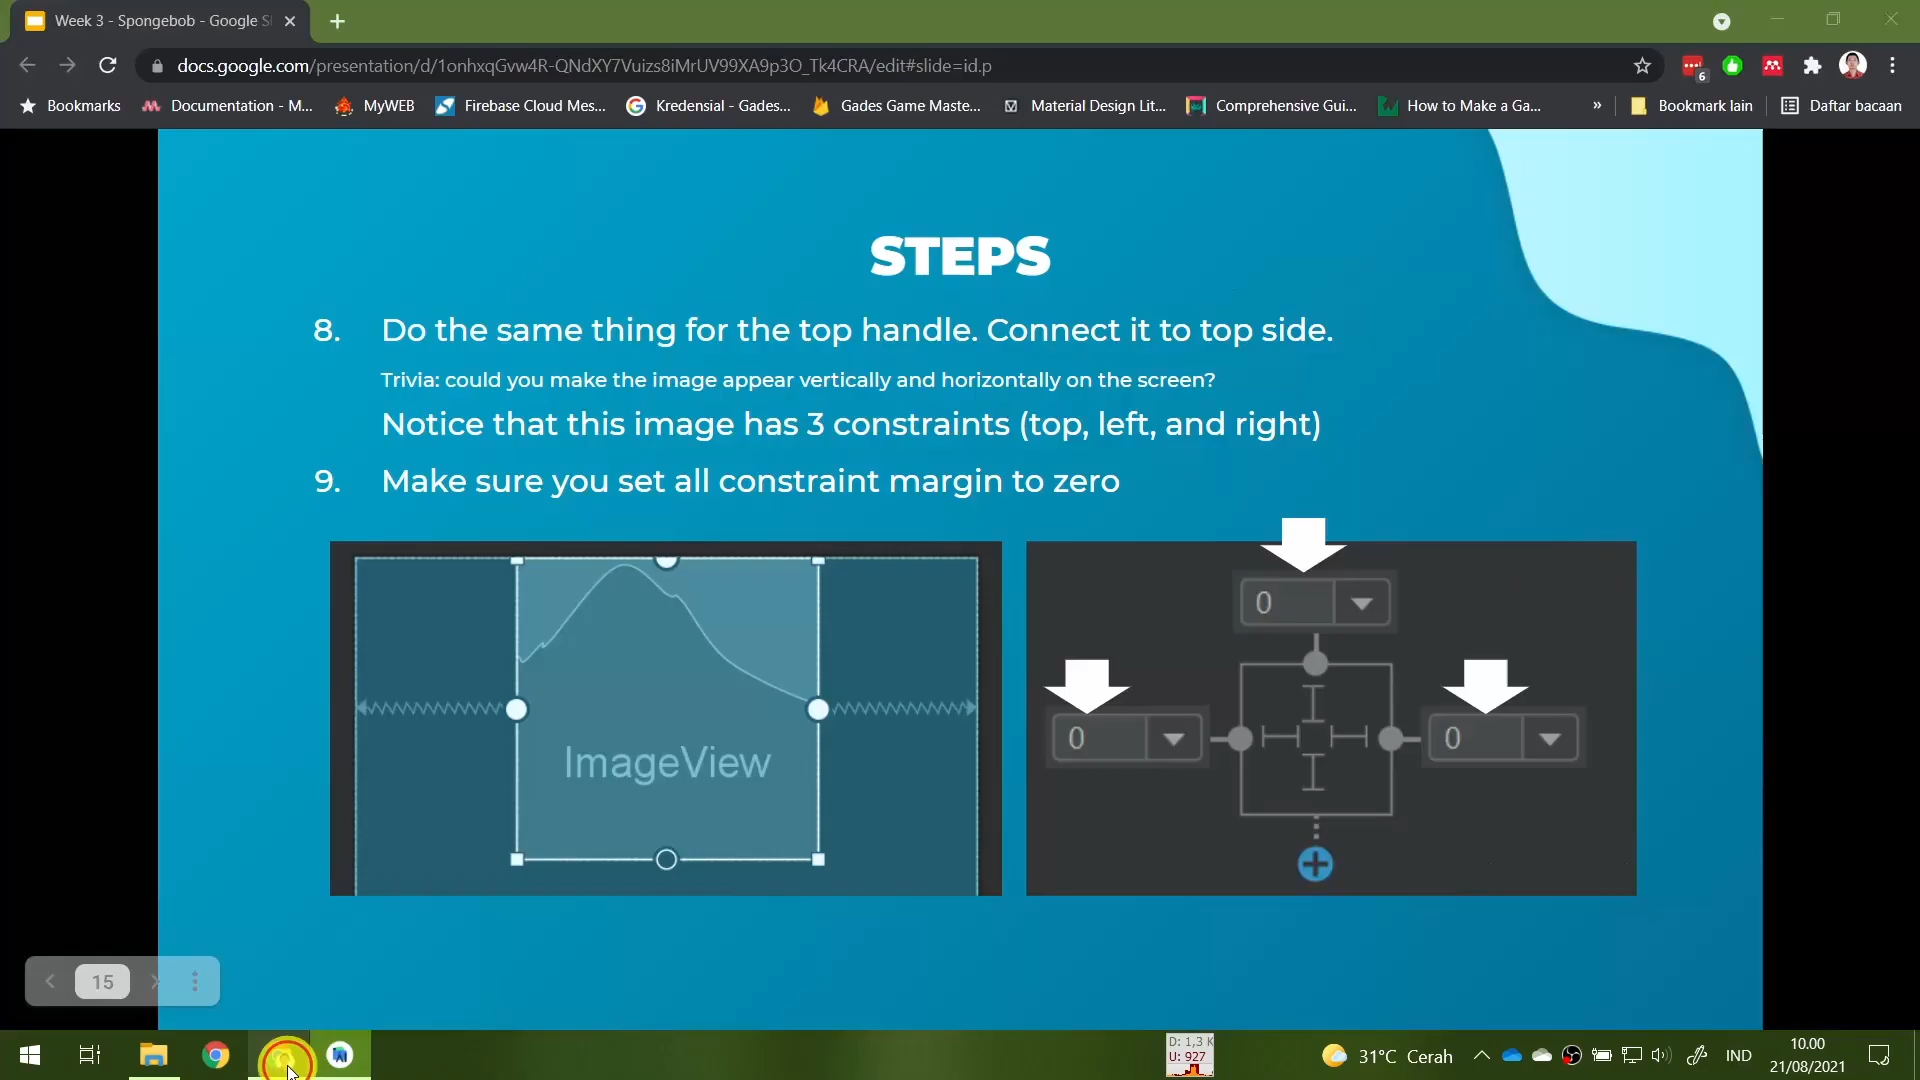 Week 3 - Spongebob - Google S
docs.google.com/presentation/d/1onhxqGvw4R-QNdXY7Vuizs8iMrUV99XA9p3O_Tk4CRA/edit#slide=id.p
6
Bookmarks
Documentation - M...
MyWEB
Firebase Cloud Mes...
Kredensial - Gades...
Gades Game Maste...
Material Design Lit...
Comprehensive Gui...
How to Make a Ga...
»
Bookmark lain
Daftar bacaan
STEPS
8. Do the same thing for the top handle. Connect it to top side.
Trivia: could you make the image appear vertically and horizontally on the screen?
Notice that this image has 3 constraints (top, left, and right)
9. Make sure you set all constraint margin to zero
ImageView
0
0
0
15
D: 1,3 K
U: 927
31°C Cerah
IND
10.00
21/08/2021